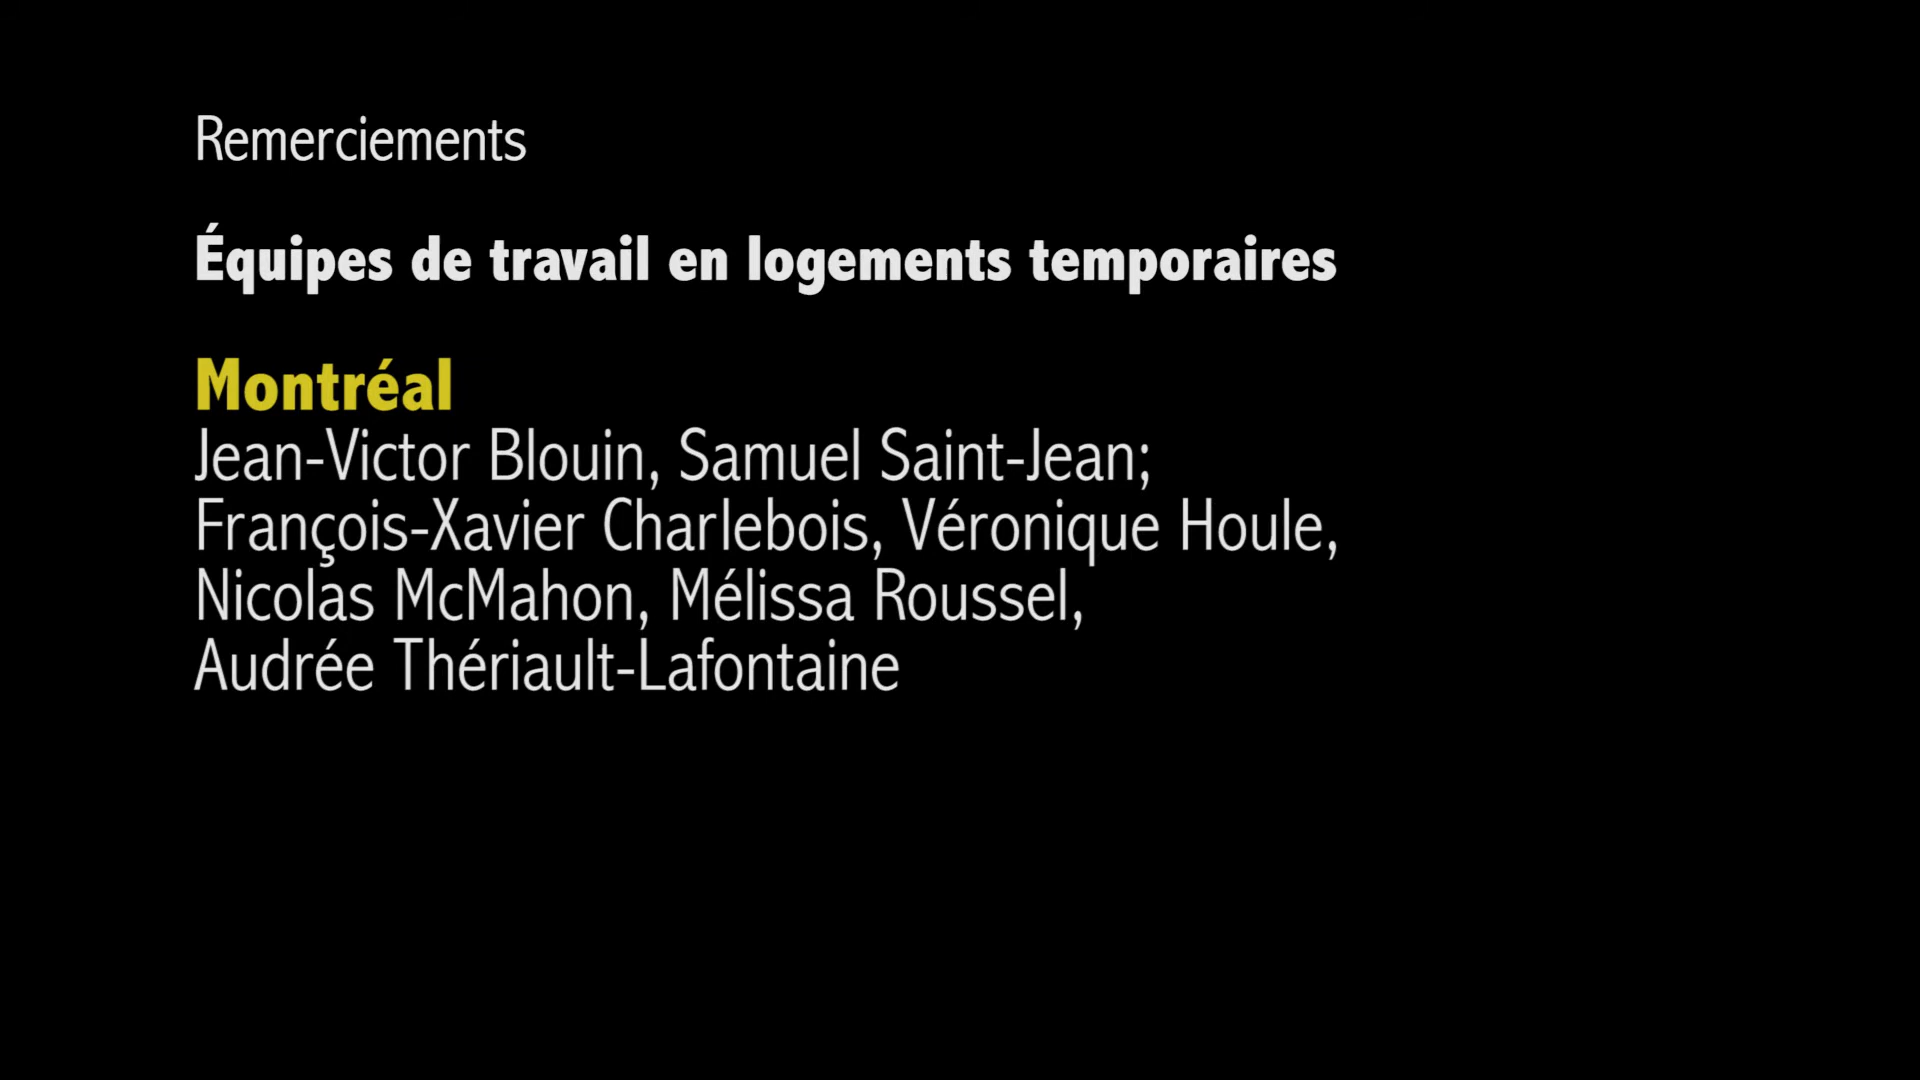 Remerciements
Équipes de travail en logements temporaires
Montréal
Jean-Victor Blouin, Samuel Saint-Jean;
François-Xavier Charlebois, Véronique Houle,
Nicolas McMahon, Mélissa Roussel,
Audrée Thériault-Lafontaine